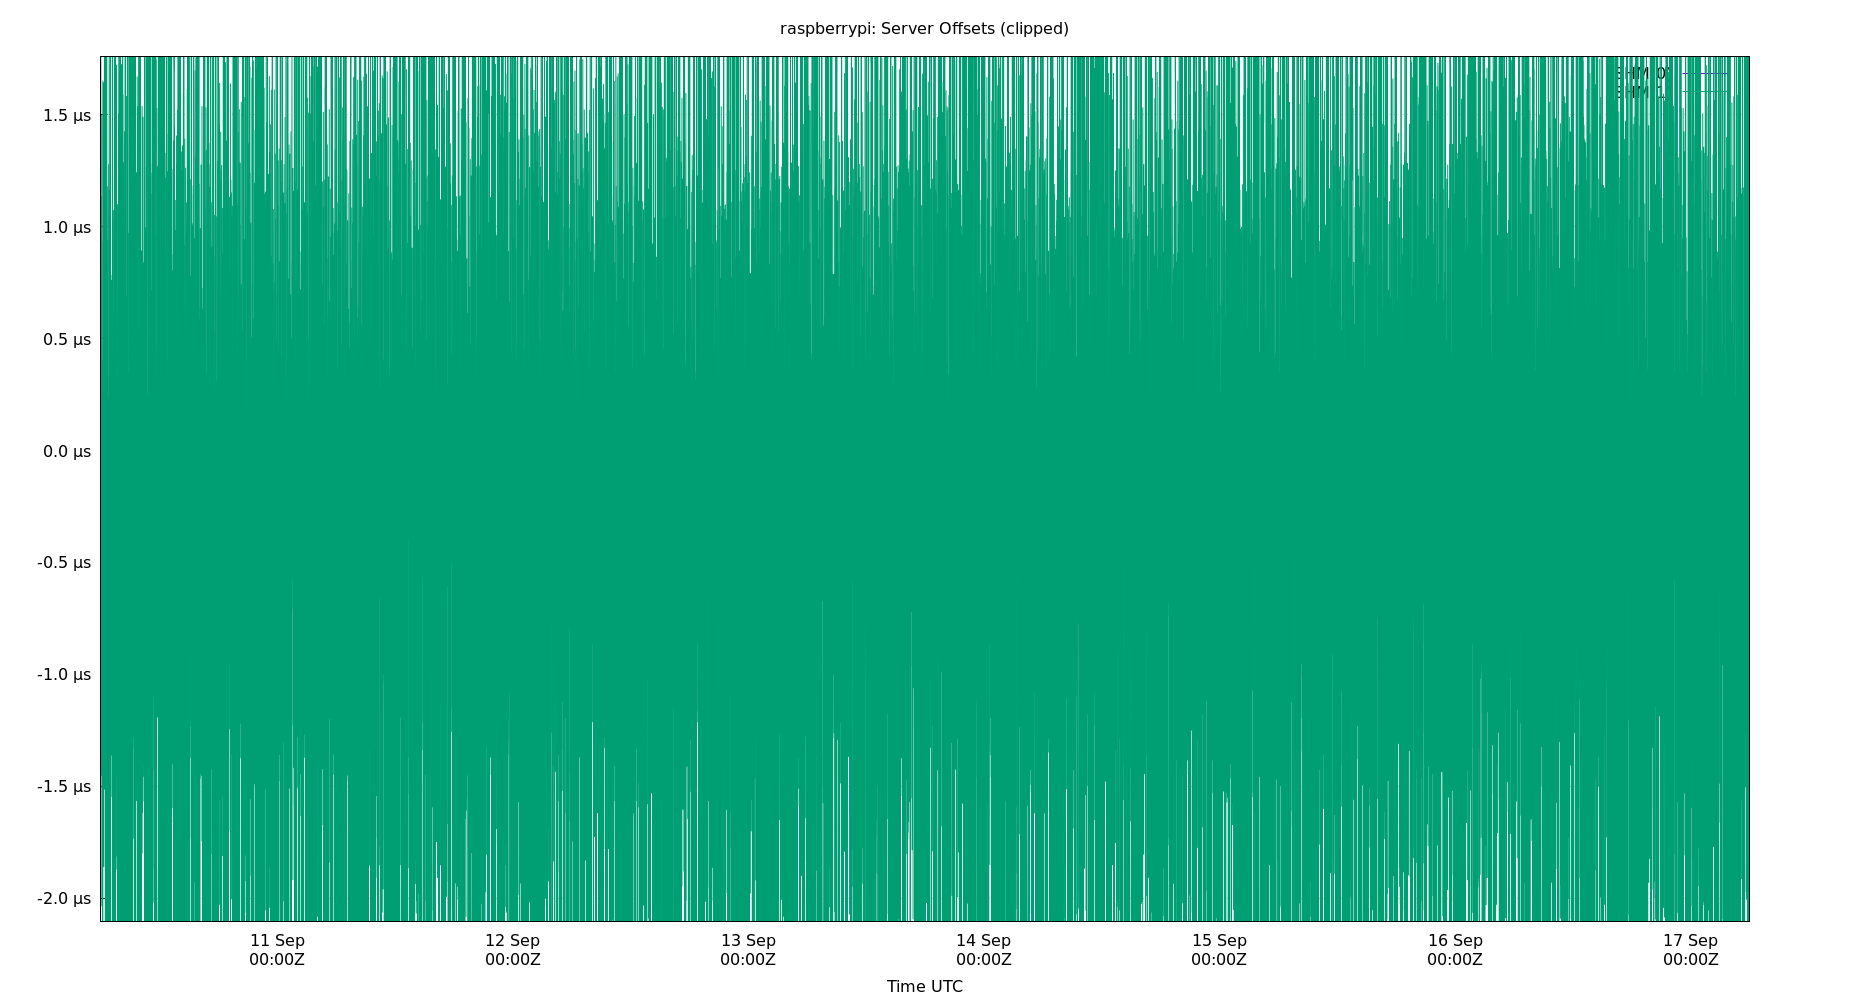 raspberrypi: Server Offsets (clipped)
1.5 µs
1.0 µs
0.5 µs
0.0 µs
-0.5 µs
-1.0 µs
-1.5 µs
-2.0 µs
11 Sep
00:00Z
12 Sep
00:00Z
13 Sep
00:00Z
14 Sep
00:00Z
15 Sep
00:00Z
16 Sep
00:00Z
17 Sep
00:00Z
Time UTC